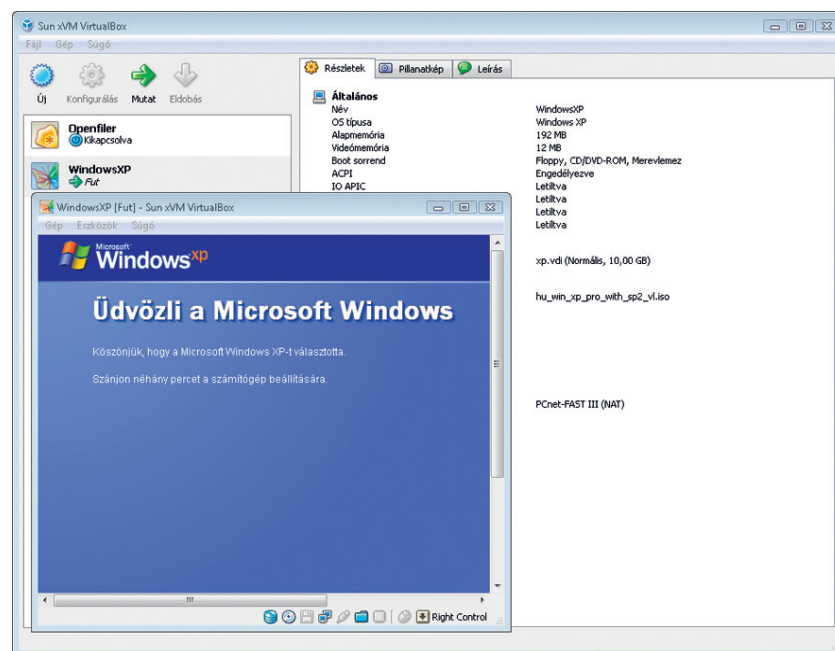 Sun xVM VirtualBox
Fájl Gép Súgó
Új Konfigurálás Mutat Eldobás
Openfiler
Kikapcsolva
WindowsXP
Fut
Részletek Pillanatkép Leírás
Általános
Név WindowsXP
OS típusa Windows XP
Alapmemória 192 MB
Videómemória 12 MB
Boot sorrend Floppy, CD/DVD-ROM, Merevlemez
ACPI Engedélyezve
IO APIC Letiltva
Letiltva
Letiltva
Letiltva
xp.vdi (Normális, 10,00 GB)
hu_win_xp_pro_with_sp2_vl.iso
PCnet-FAST III (NAT)
WindowsXP [Fut] - Sun xVM VirtualBox
Gép Eszközök Súgó
Microsoft
Windows xp
Üdvözli a Microsoft Windows
Köszönjük, hogy a Microsoft Windows XP-t választotta.
Szánjon néhány percet a számítógép beállítására.
Right Control